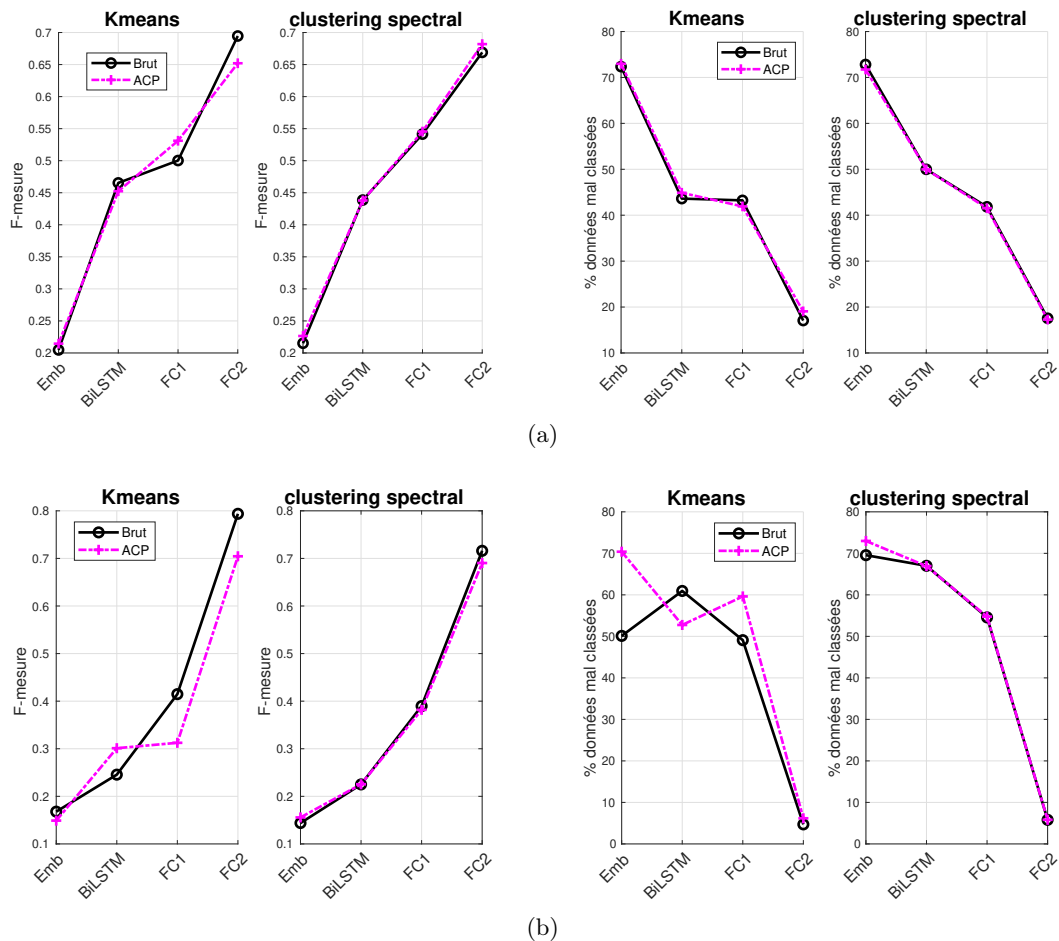 Kmeans
0.7
0.65
0.6
0.55
0.5
0.45
0.4
0.35
0.3
0.25
0.2
F-mesure
Brut
ACP
Emb
BiLSTM
FC1
FC2
clustering spectral
0.7
0.65
0.6
0.55
0.5
0.45
0.4
0.35
0.3
0.25
0.2
F-mesure
Emb
BiLSTM
FC1
FC2
Kmeans
80
70
60
50
40
30
20
10
% données mal classées
Brut
ACP
Emb
BiLSTM
FC1
FC2
clustering spectral
80
70
60
50
40
30
20
10
% données mal classées
Emb
BiLSTM
FC1
FC2
(a)
Kmeans
0.8
0.7
0.6
0.5
0.4
0.3
0.2
0.1
F-mesure
Brut
ACP
Emb
BiLSTM
FC1
FC2
clustering spectral
0.8
0.7
0.6
0.5
0.4
0.3
0.2
0.1
F-mesure
Emb
BiLSTM
FC1
FC2
Kmeans
80
70
60
50
40
30
20
10
0
% données mal classées
Brut
ACP
Emb
BiLSTM
FC1
FC2
clustering spectral
80
70
60
50
40
30
20
10
0
% données mal classées
Emb
BiLSTM
FC1
FC2
(b)